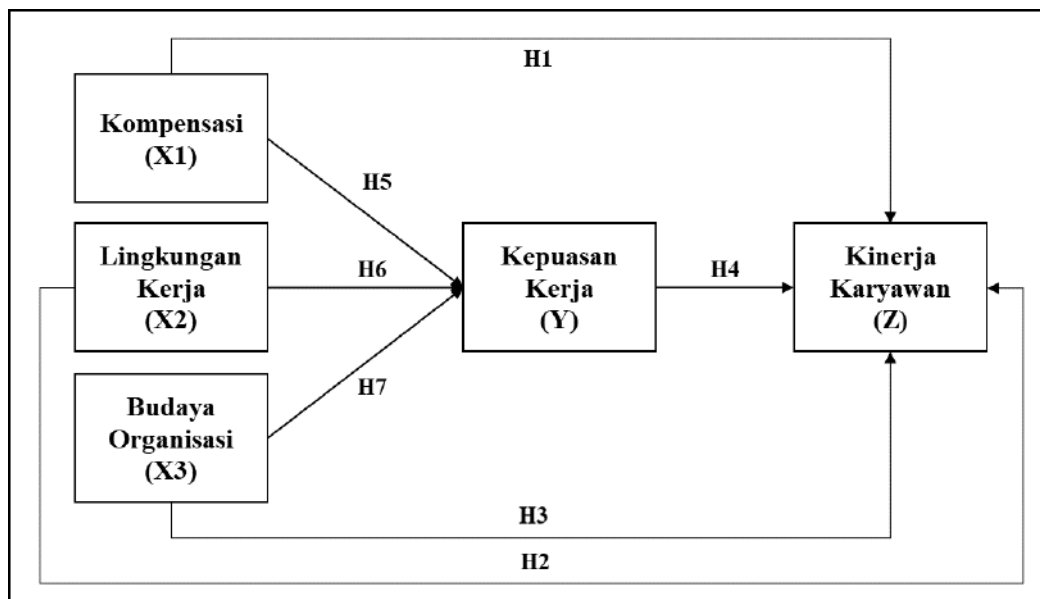 H1
Kompensasi
(X1)
H5
Lingkungan
Kerja
(X2)
H6
Kepuasan
Kerja
(Y)
H4
Kinerja
Karyawan
(Z)
H7
Budaya
Organisasi
(X3)
H3
H2